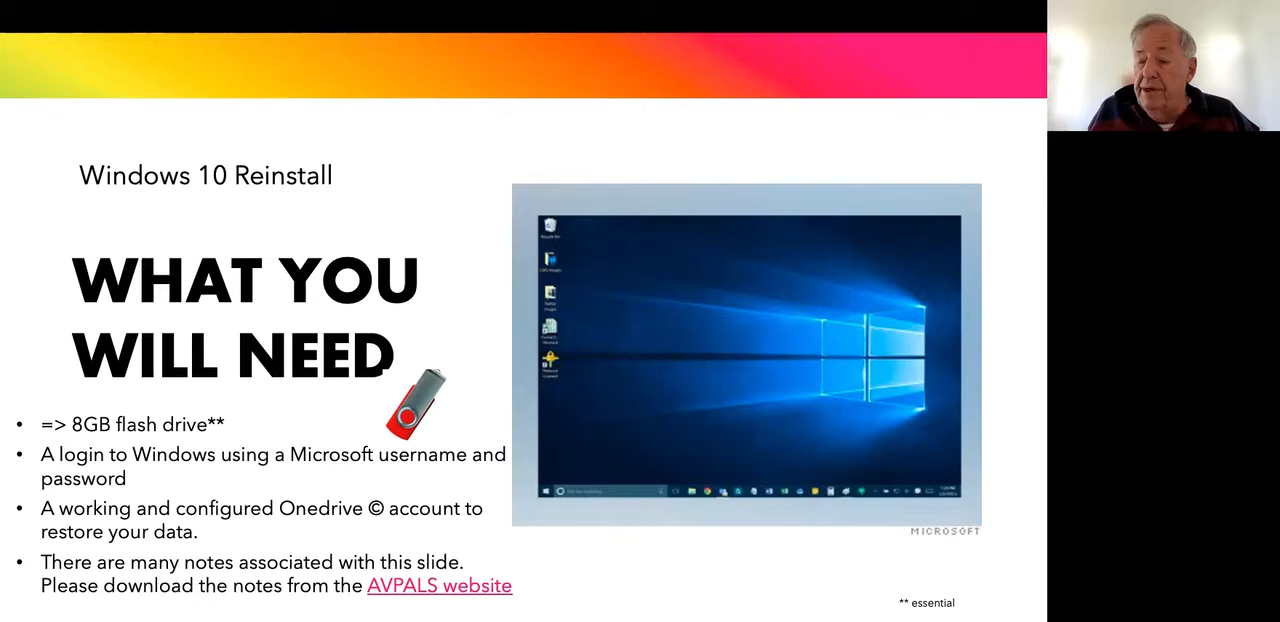 Windows 10 Reinstall
WHAT YOU
WILL NEED
• => 8GB flash drive**
• A login to Windows using a Microsoft username and
password
• A working and configured Onedrive © account to
restore your data.
• There are many notes associated with this slide.
Please download the notes from the AVPALS website
Recycle Bin
MICROSOFT
** essential